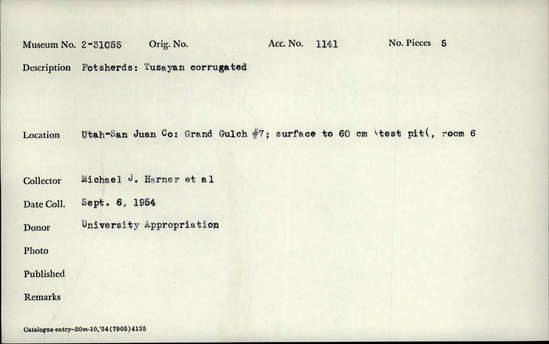 Museum No. 2-31055 Orig. No. Acc. No. 1141 No. Pieces 5
Description Potsherds: Tusayan corrugated
Location Utah-San Juan Co: Grand Gulch #7; surface to 60 cm (test pit(, room 6
Collector Michael J. Harner et al
Date Coll. Sept. 6, 1954
Donor University Appropriation
Photo
Published
Remarks
Catalogue entry—20m-10,'54(7905)4135